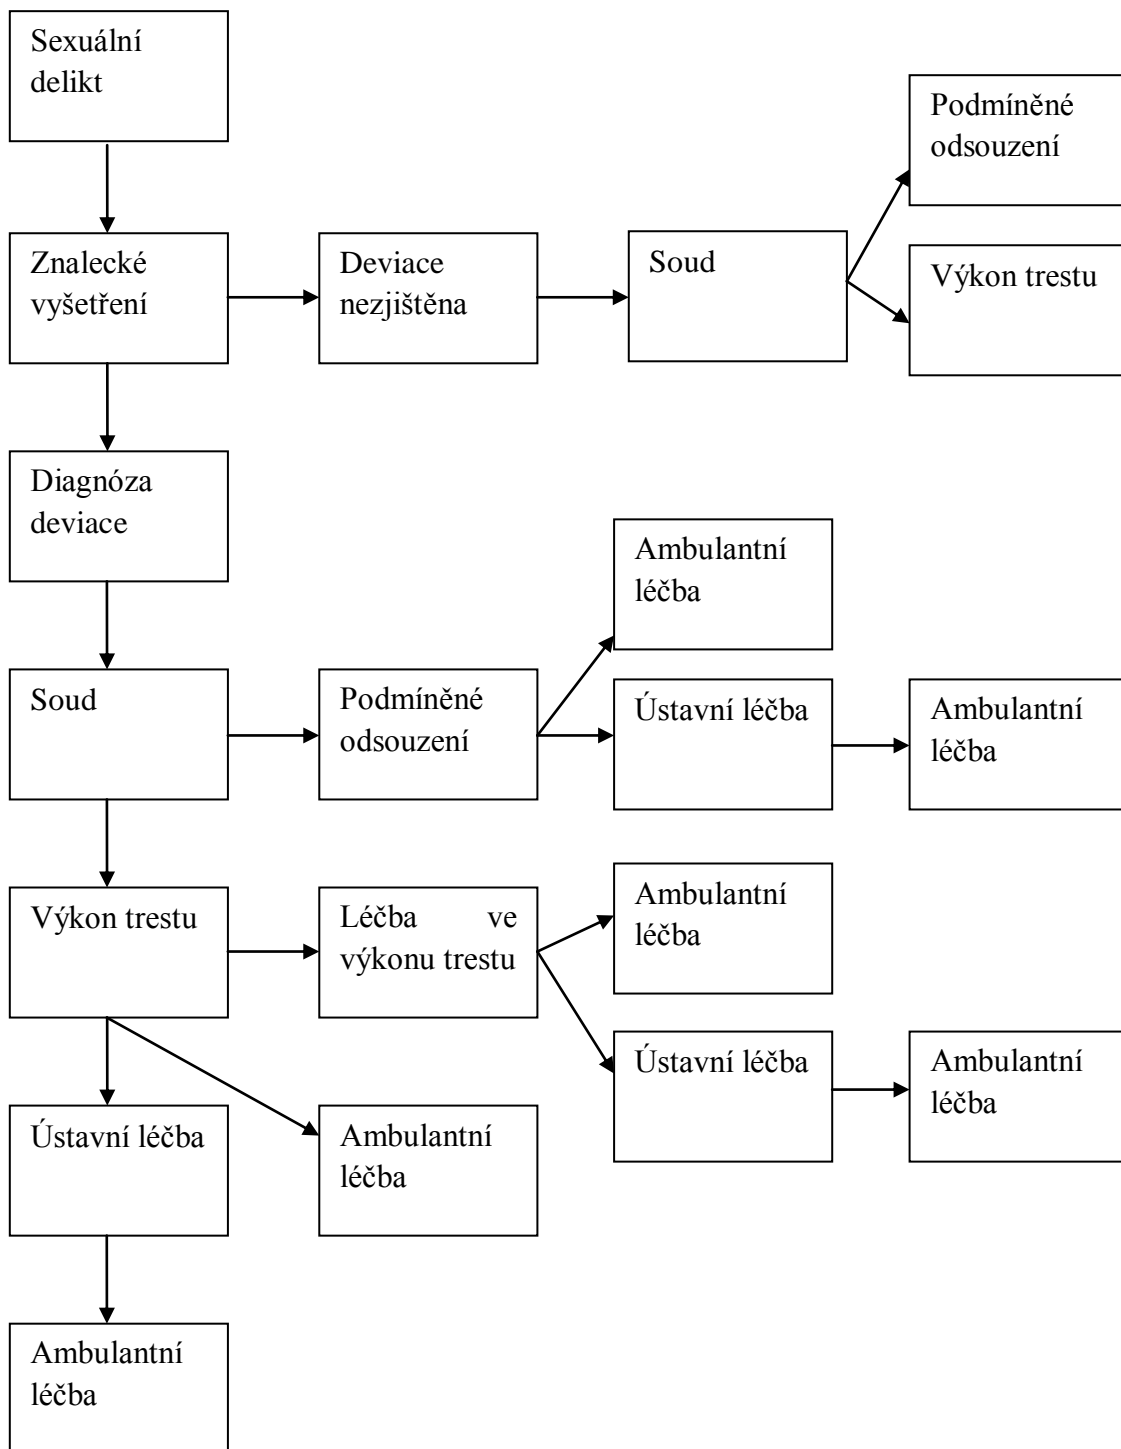 Sexuální
delikt
Podmíněné
odsouzení
Znalecké
vyšetření
Deviace
nezjištěna
Soud
Výkon trestu
Diagnóza
deviace
Ambulantní
léčba
Soud
Podmíněné
odsouzení
Ústavní léčba
Ambulantní
léčba
Výkon trestu
Léčba ve
výkonu trestu
Ambulantní
léčba
Ústavní léčba
Ambulantní
léčba
Ústavní léčba
Ambulantní
léčba
Ambulantní
léčba